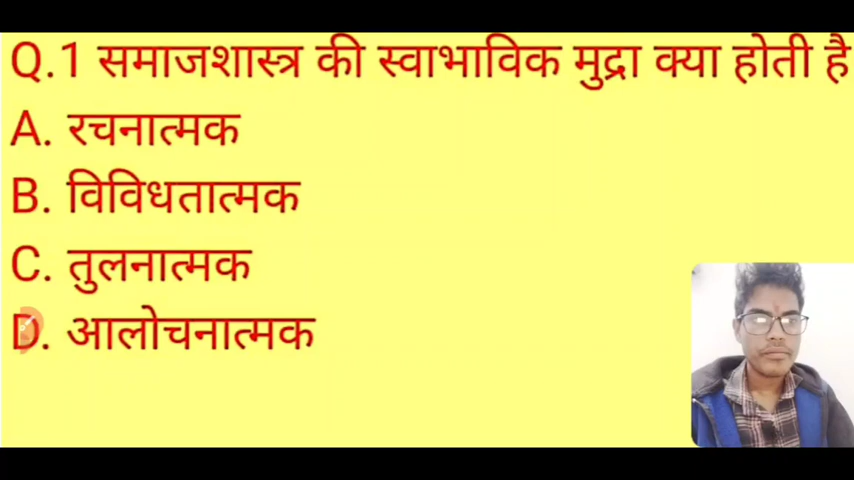 Q.1 समाजशास्त्र की स्वाभाविक मुद्रा क्या होती है
A. रचनात्मक
B. विविधतात्मक
C. तुलनात्मक
D. आलोचनात्मक